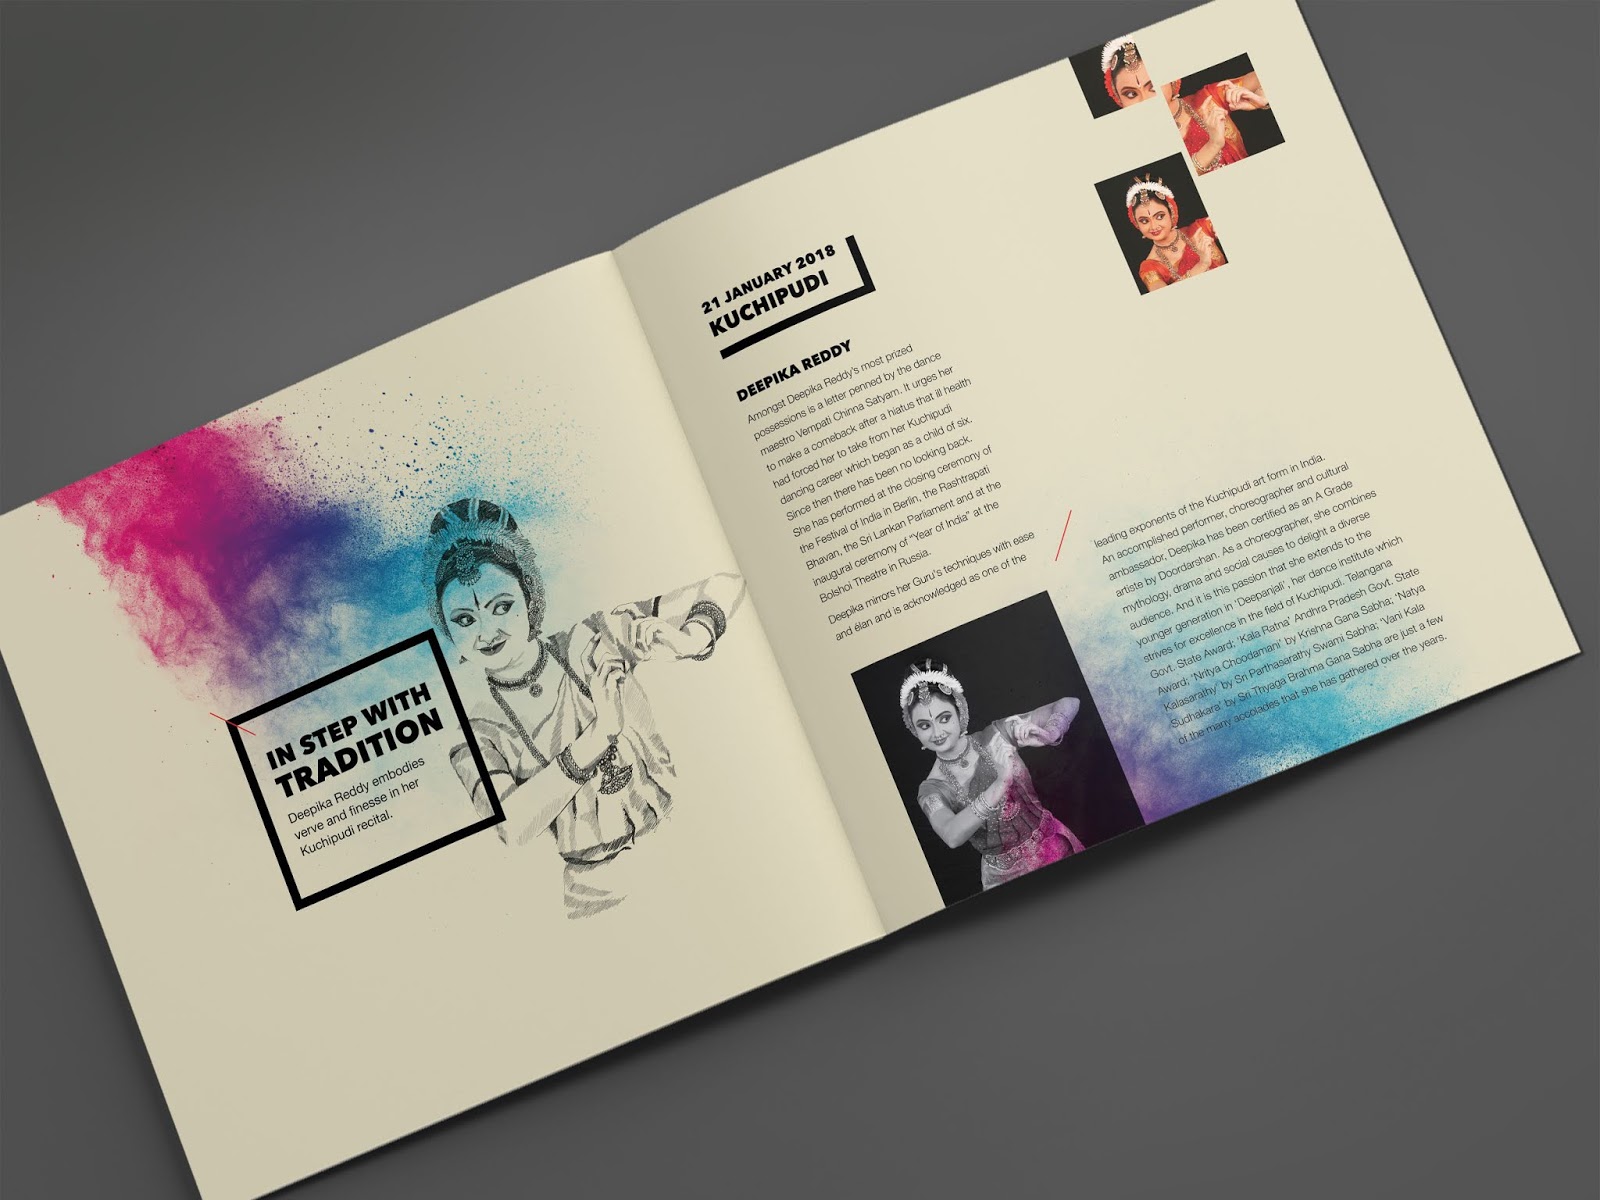 IN STEP WITH
TRADITION
Deepika Reddy embodies
verve and finesse in her
Kuchipudi recital.
21 JANUARY 2018
KUCHIPUDI
DEEPIKA REDDY
Amongst Deepika Reddy's most prized
possessions is a letter penned by the dance
maestro Vempati Chinna Satyam. It urges her
to make a comeback after a hiatus that ill health
had forced her to take from her Kuchipudi
dancing career which began as a child of six.
Since then there has been no looking back.
She has performed at the closing ceremony of
the Festival of India in Berlin, the Rashtrapati
Bhavan, the Sri Lankan Parliament and at the
inaugural ceremony of "Year of India" at the
Bolshoi Theatre in Russia.
Deepika mirrors her Guru's techniques with ease
and élan and is acknowledged as one of the
leading exponents of the Kuchipudi art form in India.
An accomplished performer, choreographer and cultural
ambassador, Deepika has been certified as an A Grade
artiste by Doordarshan. As a choreographer, she combines
mythology, drama and social causes to delight a diverse
audience. And it is this passion that she extends to the
younger generation in 'Deepanjali', her dance institute which
strives for excellence in the field of Kuchipudi. Telangana
Govt. State Award; 'Kala Ratna' Andhra Pradesh Govt. State
Award; 'Nritya Choodamani' by Krishna Gana Sabha; 'Natya
Kalasarathy' by Sri Parthasarathy Swami Sabha; 'Vani Kala
Sudhakara' by Sri Thyaga Brahma Gana Sabha are just a few
of the many accolades that she has gathered over the years.